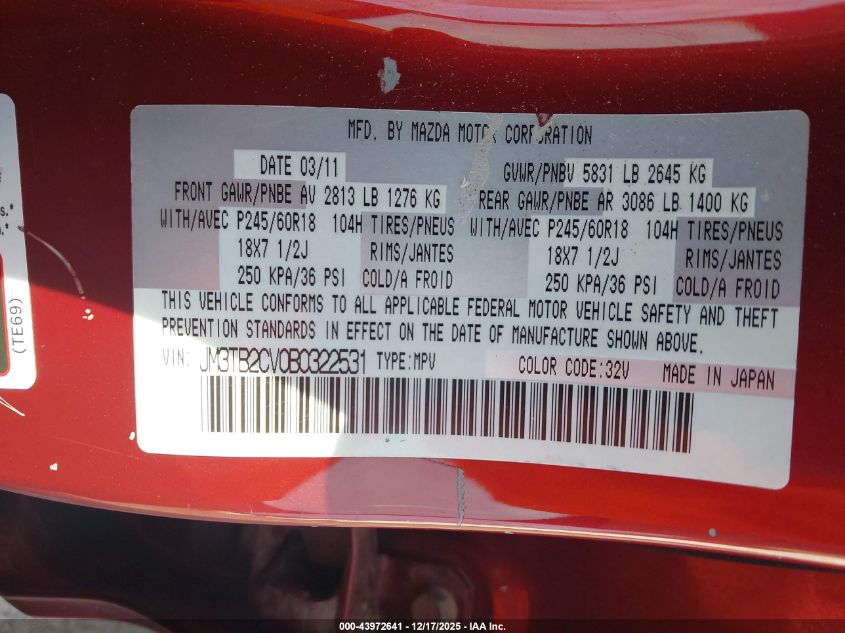 MFD. BY MAZDA MOTOR CORPORATION
DATE 03/11 GVWR/PNBV 5831 LB 2645 KG
FRONT GAWR/PNBE AV 2813 LB 1276 KG REAR GAWR/PNBE AR 3086 LB 1400 KG
WITH/AVEC P245/60R18 104H TIRES/PNEUS WITH/AVEC P245/60R18 104H TIRES/PNEUS
18X7 1/2J RIMS/JANTES 18X7 1/2J RIMS/JANTES
250 KPA/36 PSI COLD/A FROID 250 KPA/36 PSI COLD/A FROID
THIS VEHICLE CONFORMS TO ALL APPLICABLE FEDERAL MOTOR VEHICLE SAFETY AND THEFT
PREVENTION STANDARDS IN EFFECT ON THE DATE OF MANUFACTURE SHOWN ABOVE.
VIN: JM3TB2CV0B0322531 TYPE:MPV COLOR CODE:32V MADE IN JAPAN
(TE69)
000-43972641 - 12/17/2025 - IAA Inc.